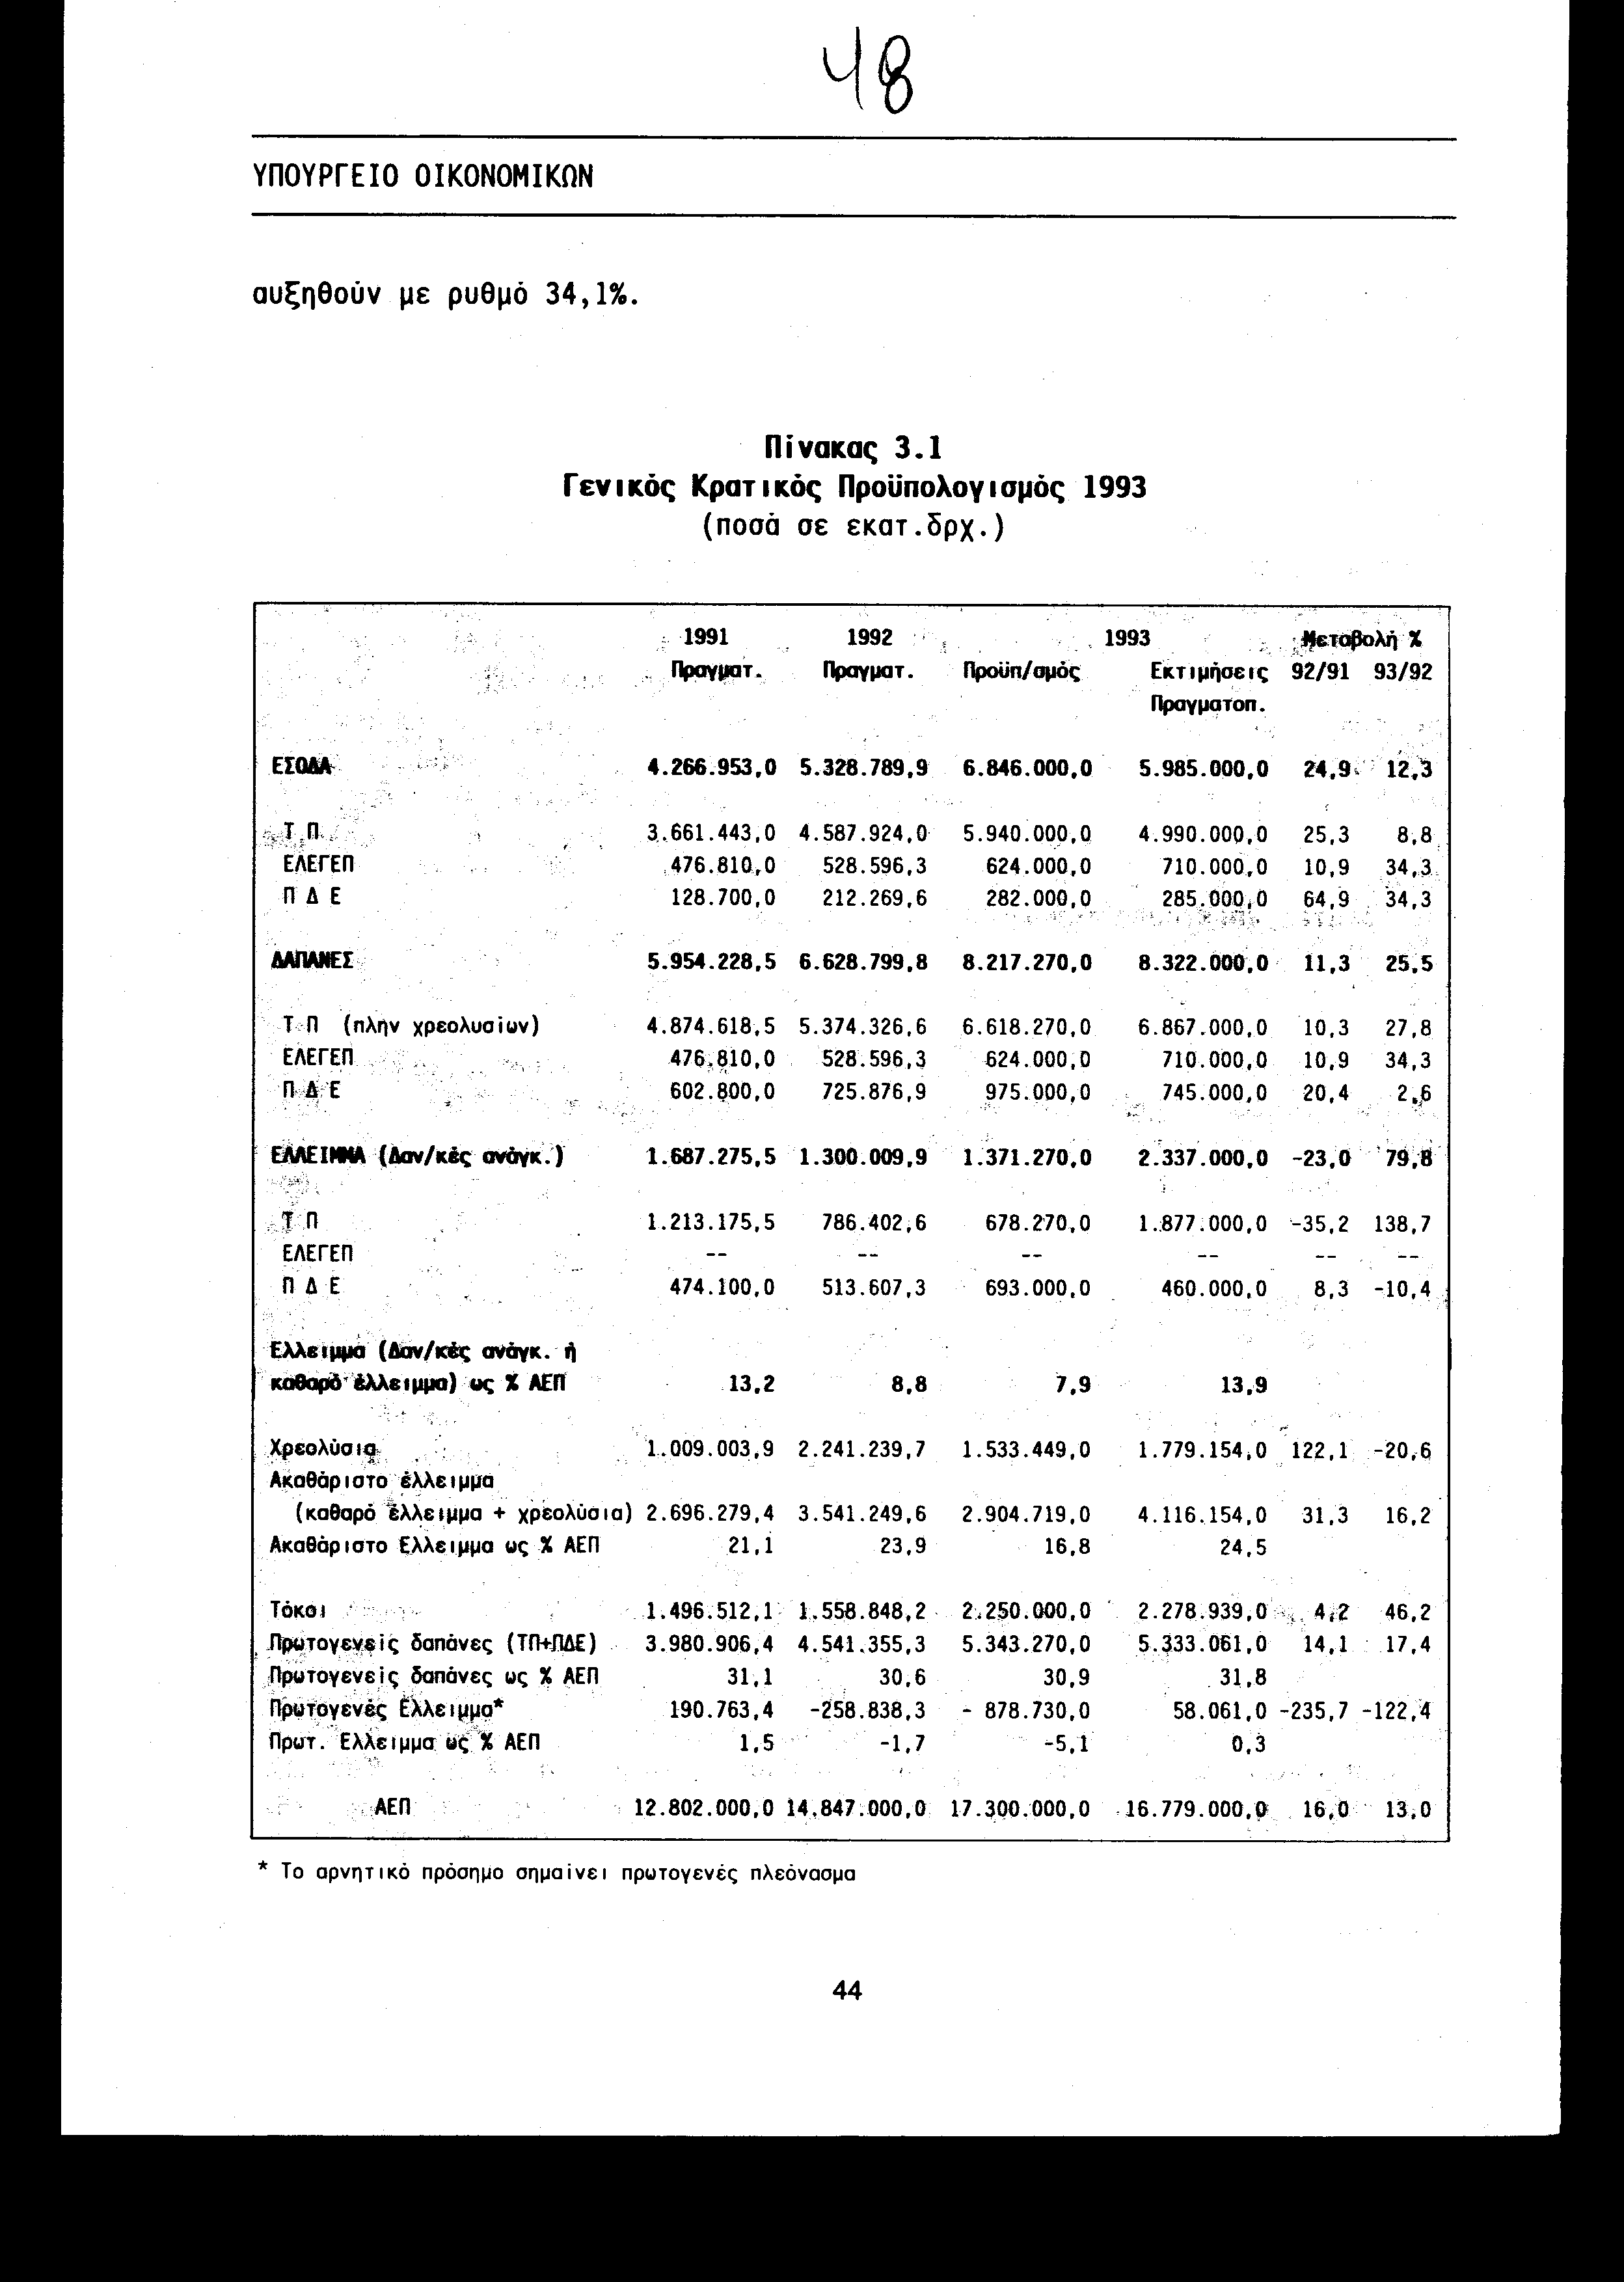 48
ΥΠΟΥΡΓΕΙΟ ΟΙΚΟΝΟΜΙΚΩΝ
αυξηθούν με ρυθμό 34,1%.
Πίνακας 3.1
Γενικός Κρατικός Προϋπολογισμός 1993
(ποσά σε εκατ.δρχ.)
1991 1992 1993 Μεταβολή %
Πραγματ. Πραγματ. Προϋπ/σμός Εκτιμήσεις 92/91 93/92
Πραγματοπ.
ΕΣΟΔΑ 4.266.953,0 5.328.789,9 6.846.000,0 5.985.000,0 24,9 12,3
Τ Π 3.661.443,0 4.587.924,0 5.940.000,0 4.990.000,0 25,3 8,8
ΕΛΕΓΕΠ 476.810,0 528.596,3 624.000,0 710.000,0 10,9 34,3
Π Δ Ε 128.700,0 212.269,6 282.000,0 285.000,0 64,9 34,3
ΔΑΠΑΝΕΣ 5.954.228,5 6.628.799,8 8.217.270,0 8.322.000,0 11,3 25,5
Τ Π (πλήν χρεολυσίων) 4.874.618,5 5.374.326,6 6.618.270,0 6.867.000,0 10,3 27,8
ΕΛΕΓΕΠ 476.810,0 528.596,3 624.000,0 710.000,0 10,9 34,3
Π Δ Ε 602.800,0 725.876,9 975.000,0 745.000,0 20,4 2,6
ΕΛΛΕΙΜΜΑ (Δαν/κές ανάγκ.) 1.687.275,5 1.300.009,9 1.371.270,0 2.337.000,0 -23,0 79,8
Τ Π 1.213.175,5 786.402,6 678.270,0 1.877.000,0 -35,2 138,7
ΕΛΕΓΕΠ -- -- -- -- -- --
Π Δ Ε 474.100,0 513.607,3 693.000,0 460.000,0 8,3 -10,4
Ελλειμμα (Δαν/κές ανάγκ. ή
καθαρό έλλειμμα) ως % ΑΕΠ 13,2 8,8 7,9 13,9
Χρεολύσια 1.009.003,9 2.241.239,7 1.533.449,0 1.779.154,0 122,1 -20,6
Ακαθάριστο έλλειμμα
(καθαρό έλλειμμα + χρεολύσια) 2.696.279,4 3.541.249,6 2.904.719,0 4.116.154,0 31,3 16,2
Ακαθάριστο Ελλειμμα ως % ΑΕΠ 21,1 23,9 16,8 24,5
Τόκοι 1.496.512,1 1.558.848,2 2.250.000,0 2.278.939,0 4,2 46,2
Πρωτογενείς δαπάνες (ΤΠ+ΠΔΕ) 3.980.906,4 4.541.355,3 5.343.270,0 5.333.061,0 14,1 17,4
Πρωτογενείς δαπάνες ως % ΑΕΠ 31,1 30,6 30,9 31,8
Πρωτογενές Ελλειμμα* 190.763,4 -258.838,3 - 878.730,0 58.061,0 -235,7 -122,4
Πρωτ. Ελλειμμα ως % ΑΕΠ 1,5 -1,7 -5,1 0,3
ΑΕΠ 12.802.000,0 14.847.000,0 17.300.000,0 16.779.000,0 16,0 13,0
* Το αρνητικό πρόσημο σημαίνει πρωτογενές πλεόνασμα
44